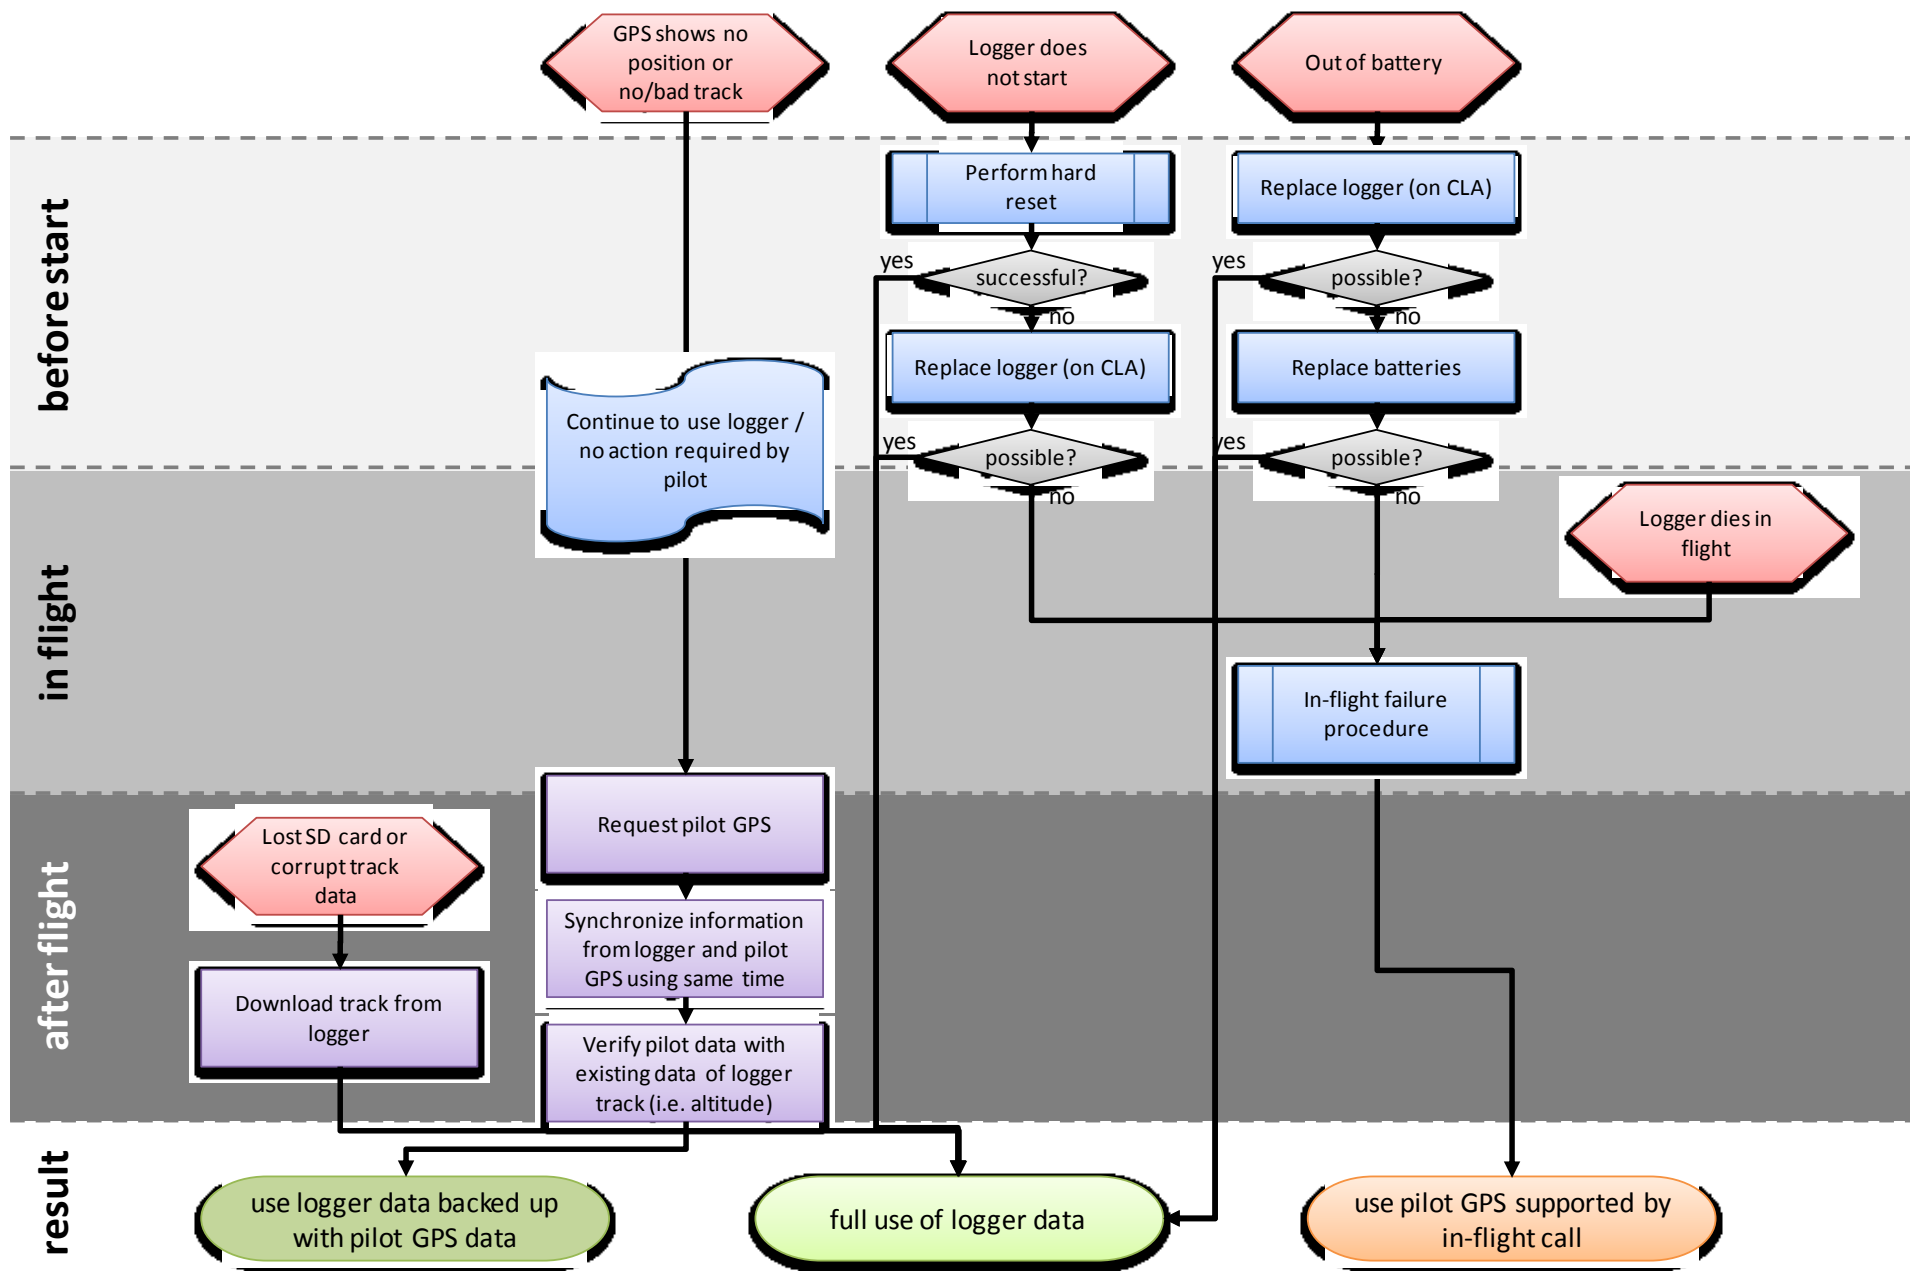 GPS shows no
position or
no/bad track
Logger does
not start
Out of battery
before start
Perform hard
reset
Replace logger (on CLA)
yes
successful?
no
yes
possible?
no
Replace logger (on CLA)
Replace batteries
Continue to use logger /
no action required by
pilot
yes
possible?
no
yes
possible?
no
in flight
Logger dies in
flight
In-flight failure
procedure
after flight
Request pilot GPS
Lost SD card or
corrupt track
data
Synchronize information
from logger and pilot
GPS using same time
Download track from
logger
Verify pilot data with
existing data of logger
track (i.e. altitude)
result
use logger data backed up
with pilot GPS data
full use of logger data
use pilot GPS supported by
in-flight call